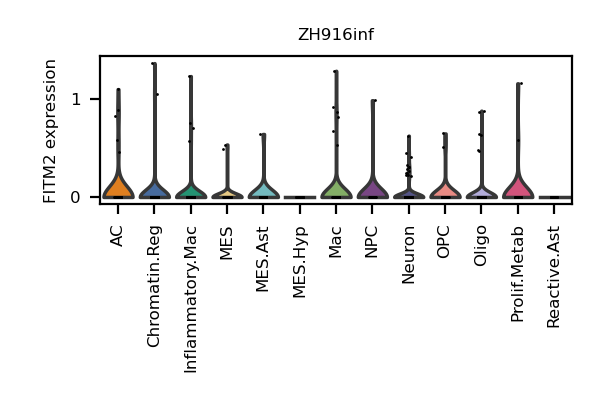 ZH916inf
FITM2 expression
1
0
AC
Chromatin.Reg
Inflammatory.Mac
MES
MES.Ast
MES.Hyp
Mac
NPC
Neuron
OPC
Oligo
Prolif.Metab
Reactive.Ast